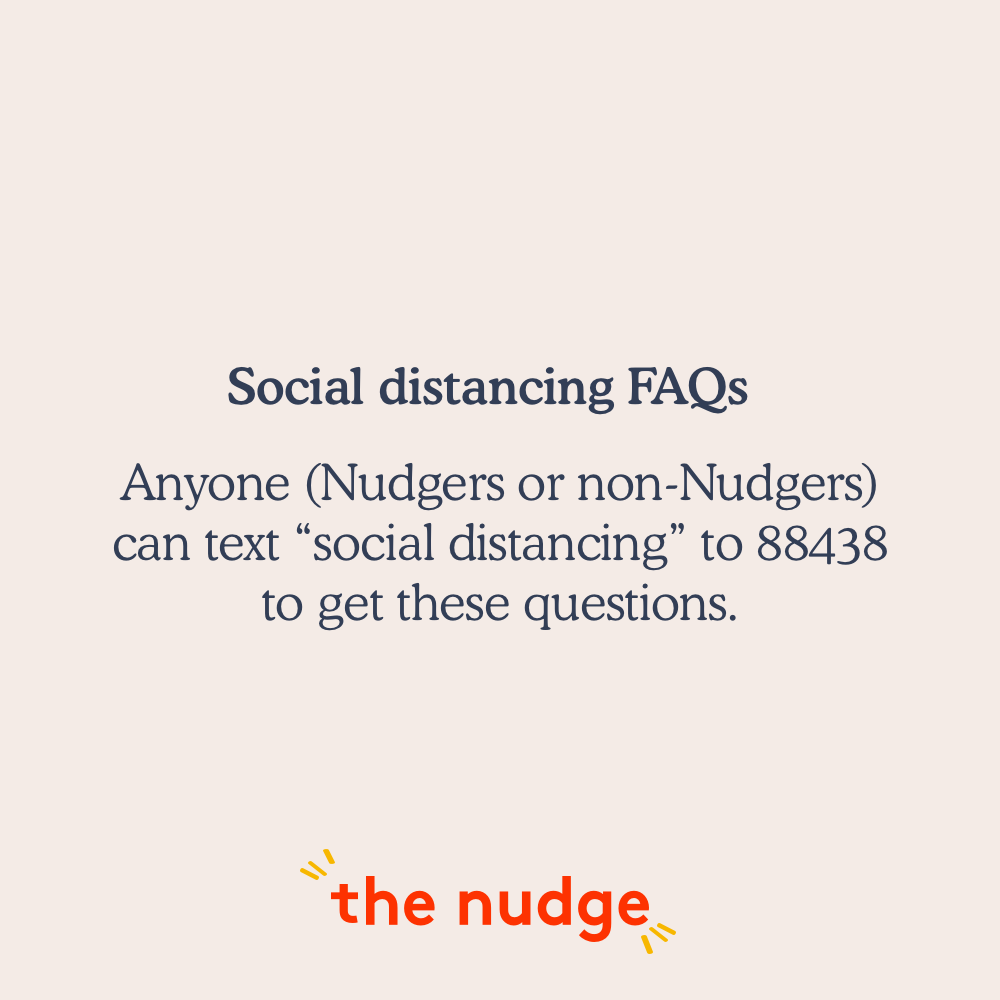 Social distancing FAQs
Anyone (Nudgers or non-Nudgers)
can text “social distancing” to 88438
to get these questions.
the nudge